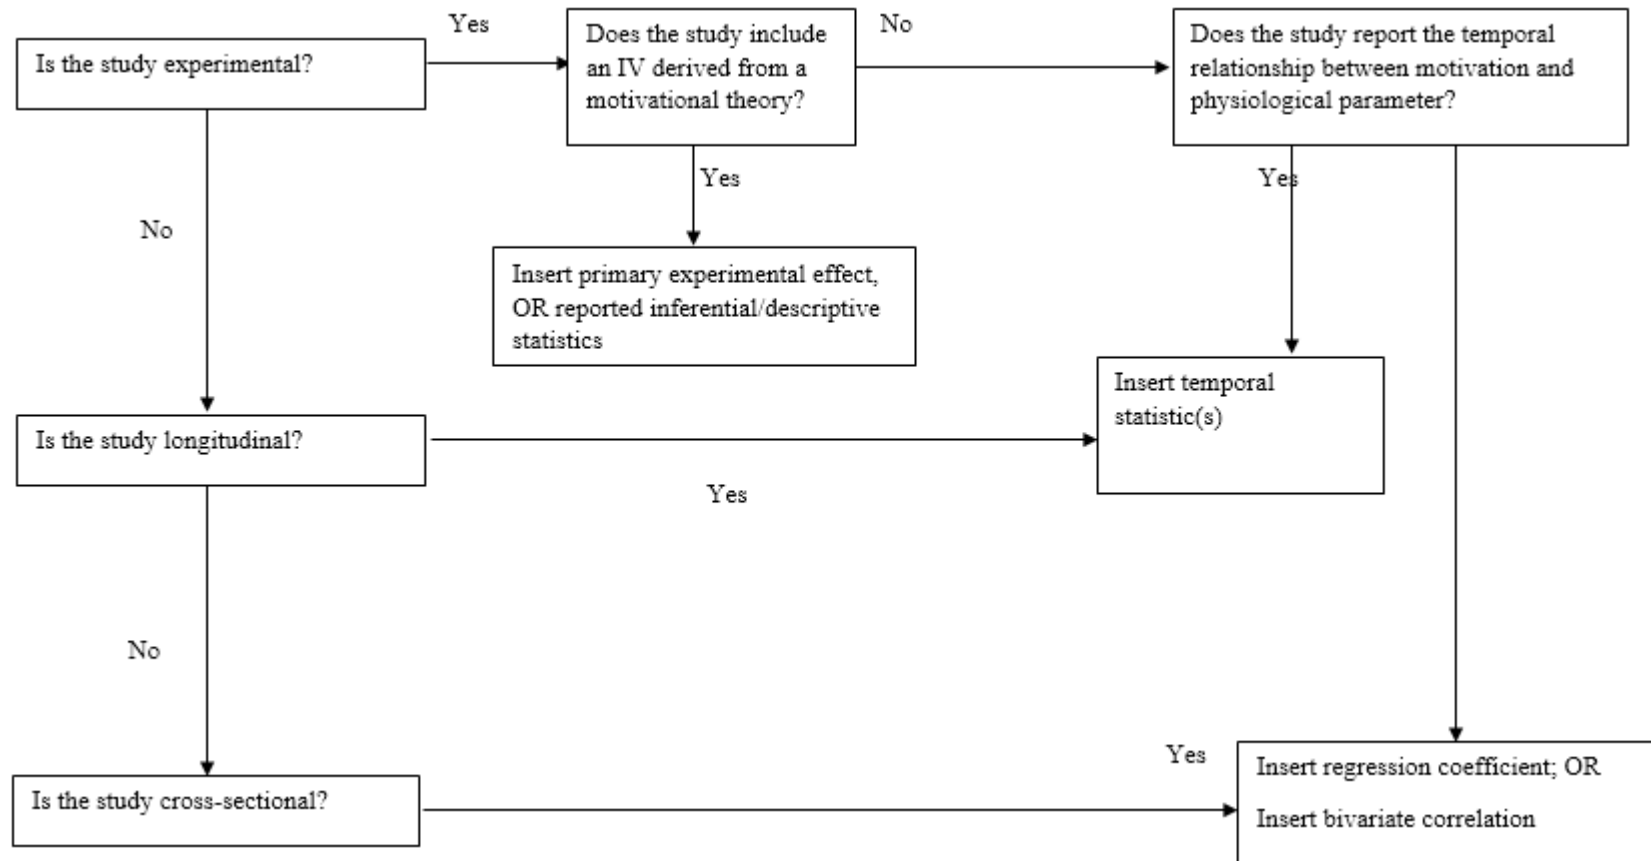 Yes
No
Is the study experimental?
Does the study include
an IV derived from a
motivational theory?
Does the study report the temporal
relationship between motivation and
physiological parameter?
Yes
Yes
No
Insert primary experimental effect,
OR reported inferential/descriptive
statistics
Insert temporal
statistic(s)
Is the study longitudinal?
Yes
No
Yes
Is the study cross-sectional?
Insert regression coefficient; OR
Insert bivariate correlation